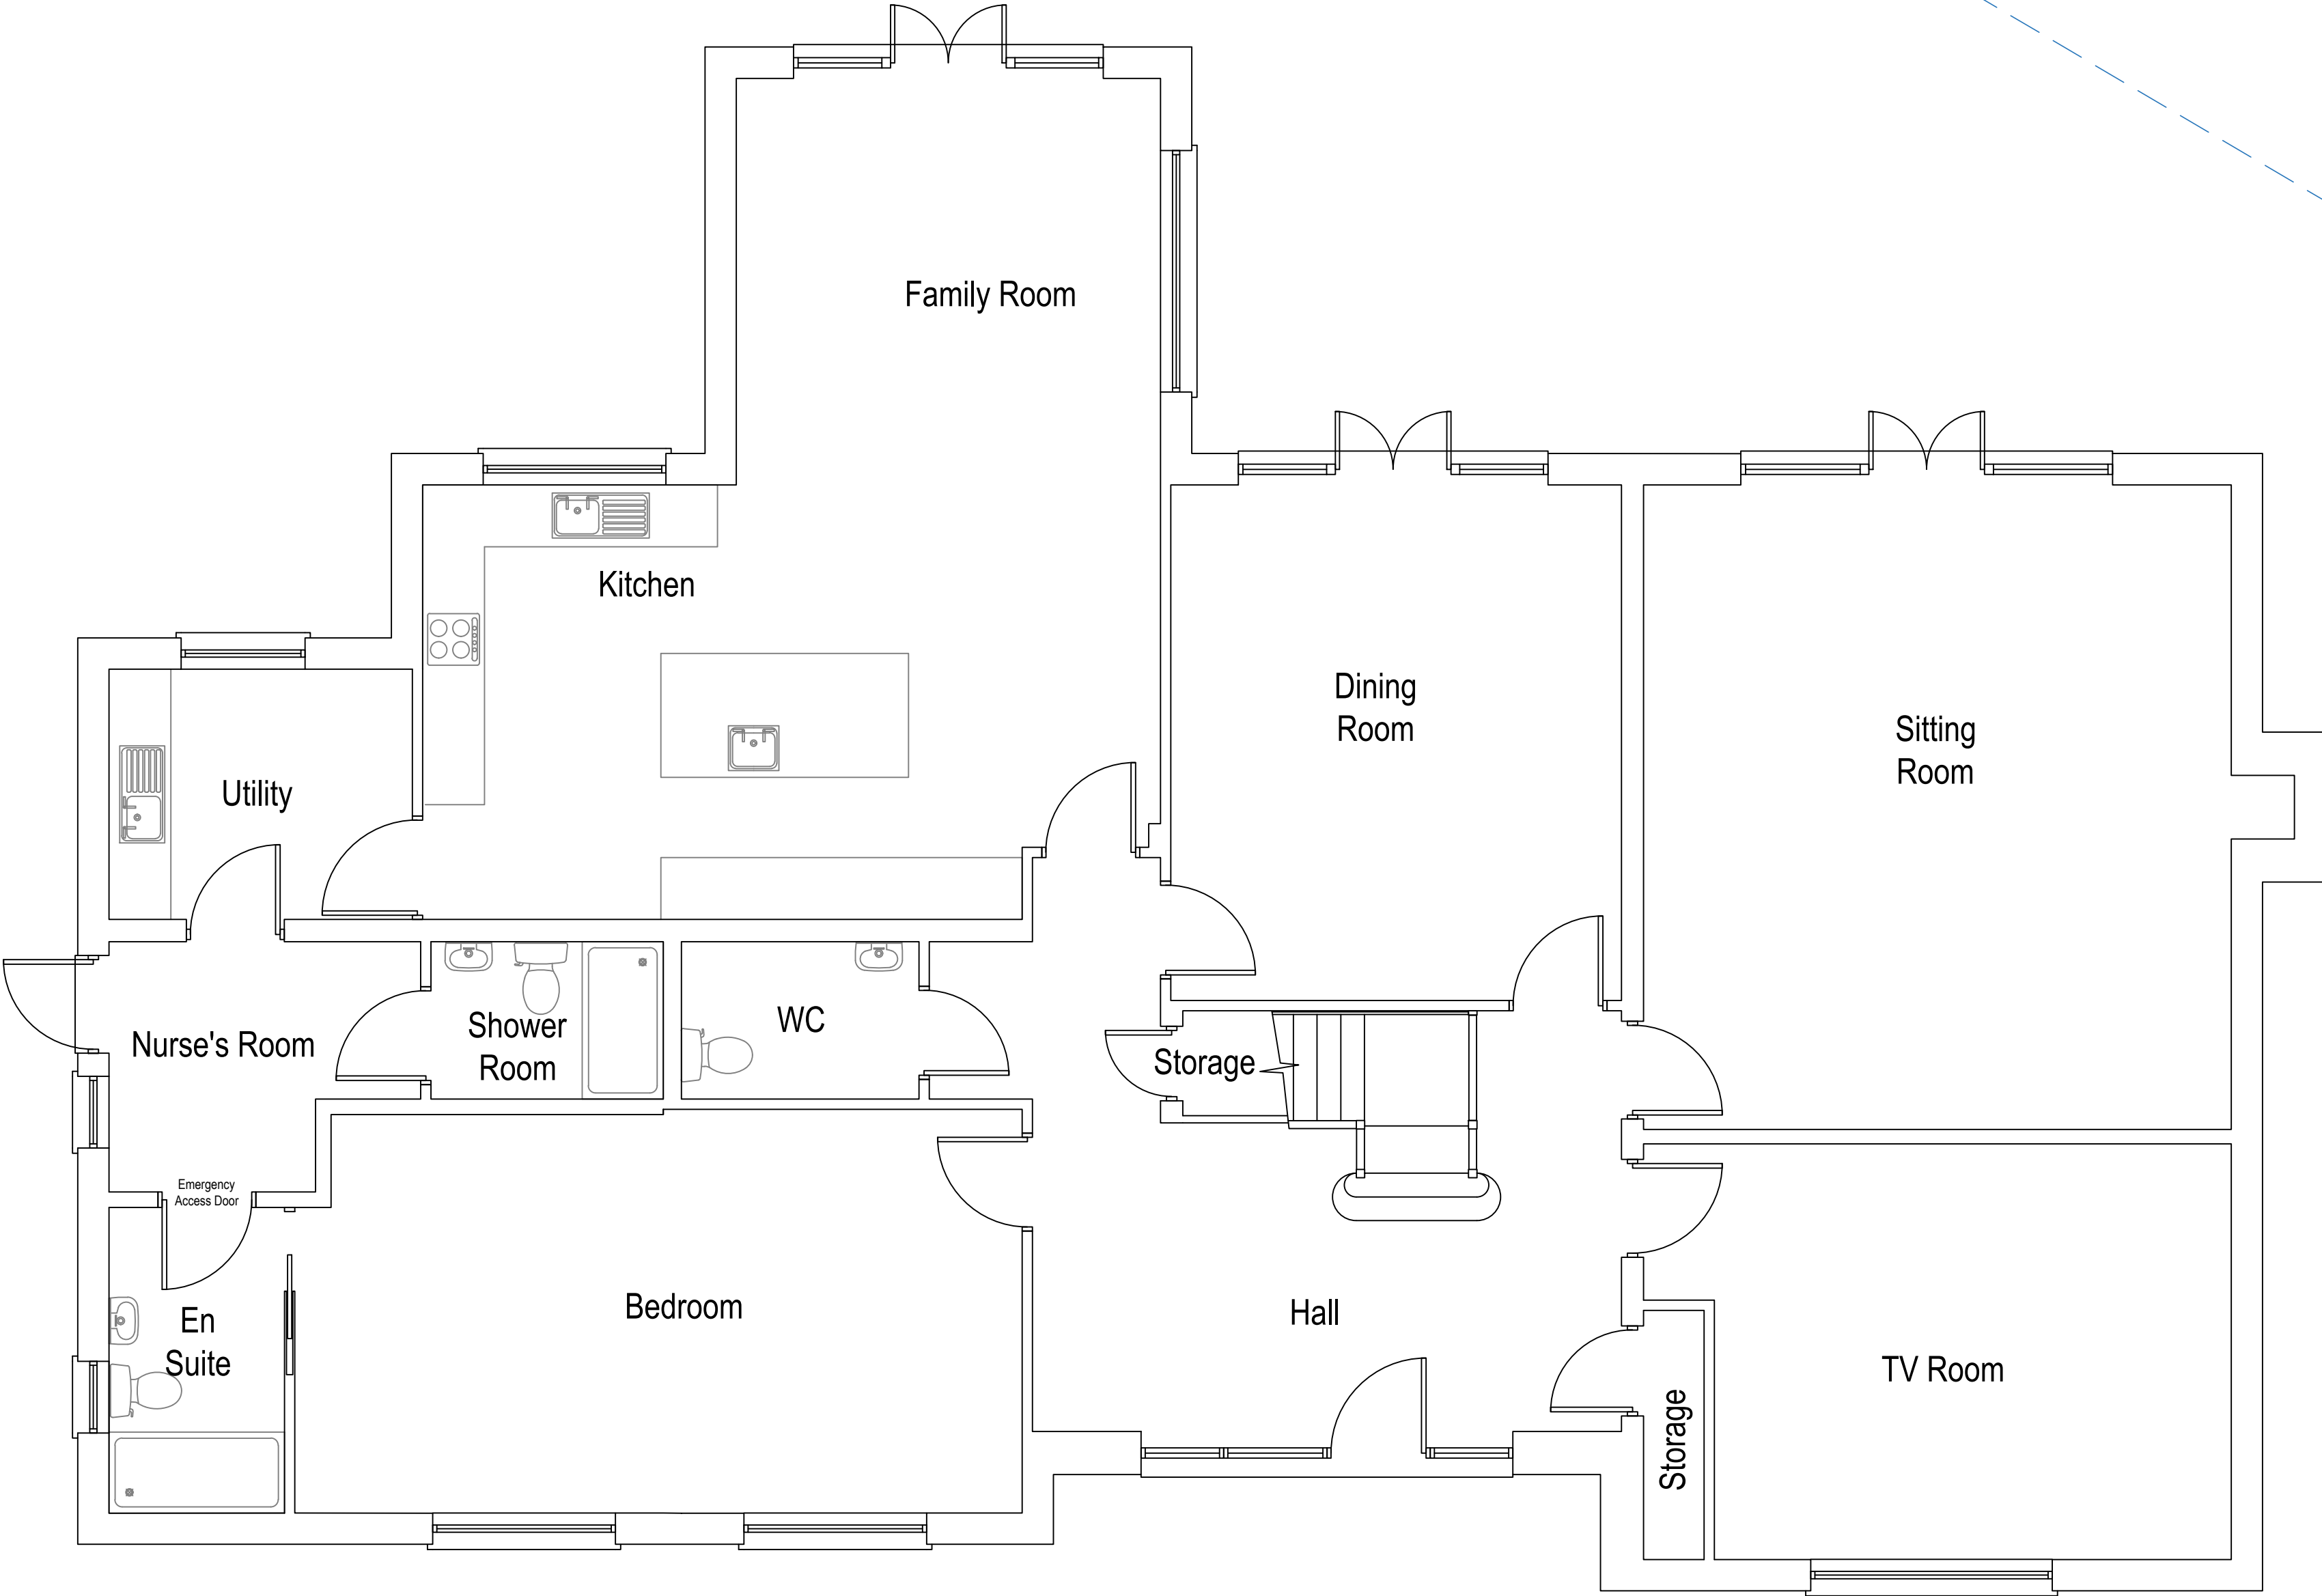 Family Room
Kitchen
Dining
Room
Sitting
Room
Utility
Nurse's Room
Shower
Room
WC
Storage
Emergency
Access Door
En
Suite
Bedroom
Hall
TV Room
Storage